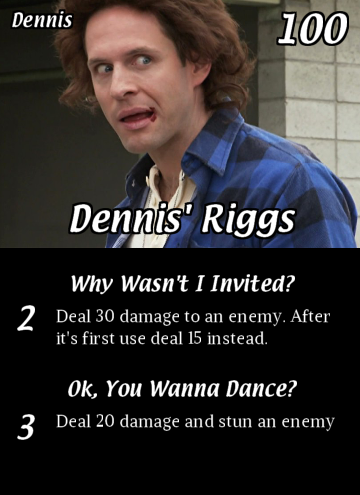 Dennis
100
Dennis' Riggs
Why Wasn't I Invited?
2
Deal 30 damage to an enemy. After
it's first use deal 15 instead.
Ok, You Wanna Dance?
3
Deal 20 damage and stun an enemy